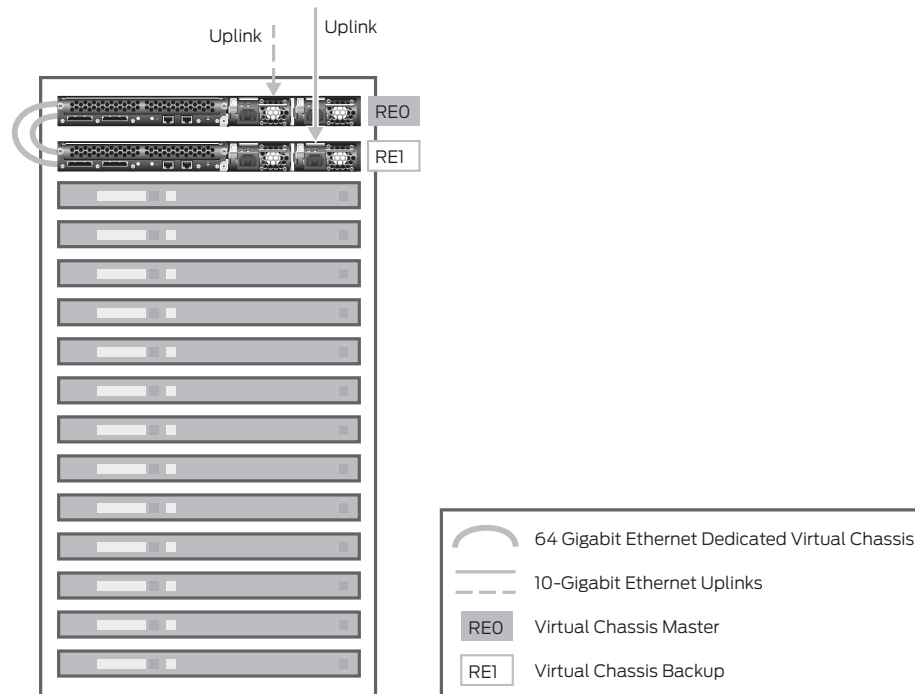 Uplink
Uplink
RE0
RE1
64 Gigabit Ethernet Dedicated Virtual Chassis
10-Gigabit Ethernet Uplinks
RE0 Virtual Chassis Master
RE1 Virtual Chassis Backup